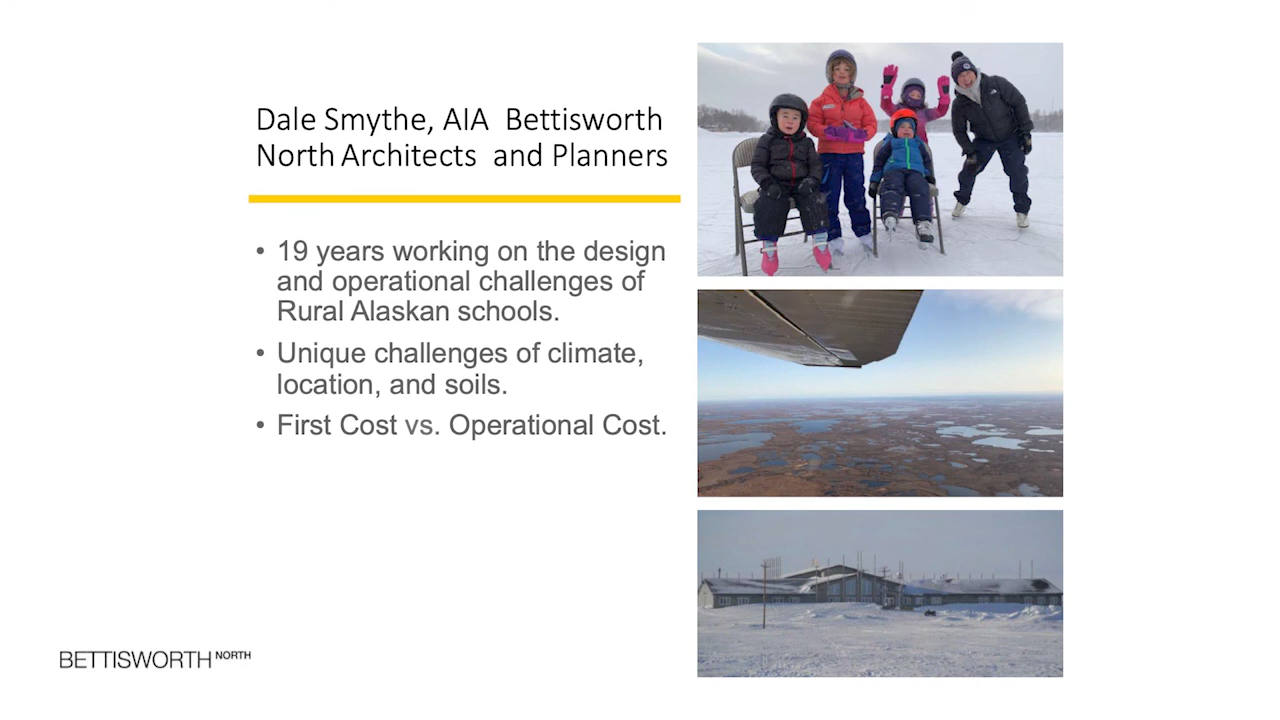 Dale Smythe, AIA  Bettisworth
North Architects  and Planners
• 19 years working on the design
and operational challenges of
Rural Alaskan schools.
• Unique challenges of climate,
location, and soils.
• First Cost vs. Operational Cost.
BETTISWORTH NORTH